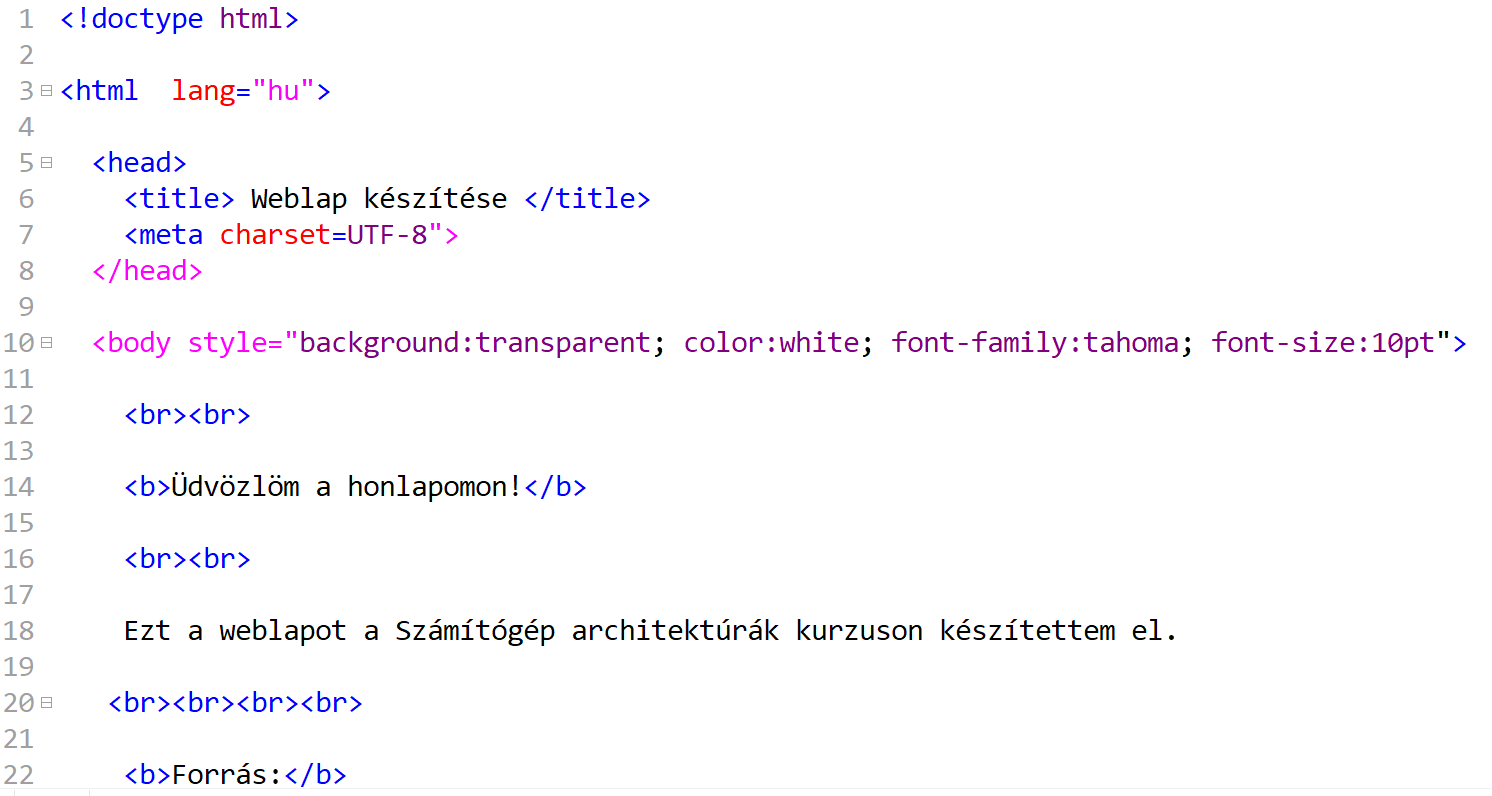 1 <!doctype html>
2
3 <html  lang="hu">
4
5 <head>
6 <title> Weblap készítése </title>
7 <meta charset=UTF-8">
8 </head>
9
10 <body style="background:transparent; color:white; font-family:tahoma; font-size:10pt">
11
12 <br><br>
13
14 <b>Üdvözlöm a honlapomon!</b>
15
16 <br><br>
17
18 Ezt a weblapot a Számítógép architektúrák kurzuson készítettem el.
19
20 <br><br><br><br>
21
22 <b>Forrás:</b>